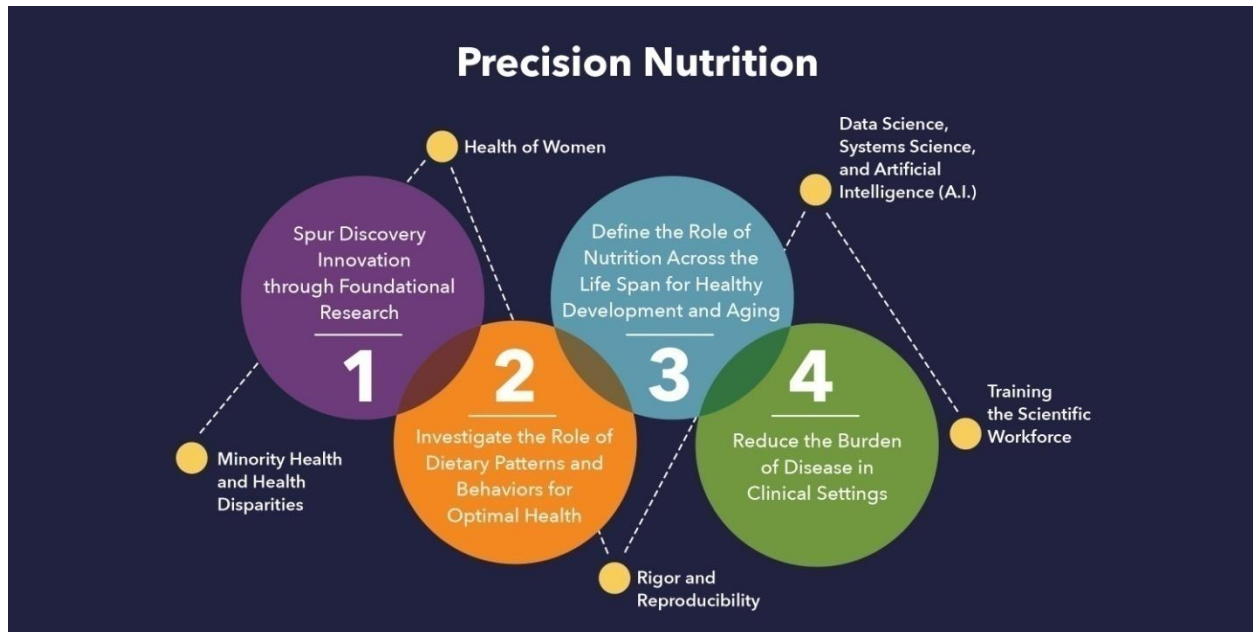 Precision Nutrition
Health of Women
Data Science,
Systems Science,
and Artificial
Intelligence (A.I.)
Spur Discovery
Innovation
through Foundational
Research
1
2
Investigate the Role of
Dietary Patterns and
Behaviors for
Optimal Health
Define the Role of
Nutrition Across the
Life Span for Healthy
Development and Aging
3
4
Reduce the Burden
of Disease in
Clinical Settings
Training
the Scientific
Workforce
Minority Health
and Health
Disparities
Rigor and
Reproducibility